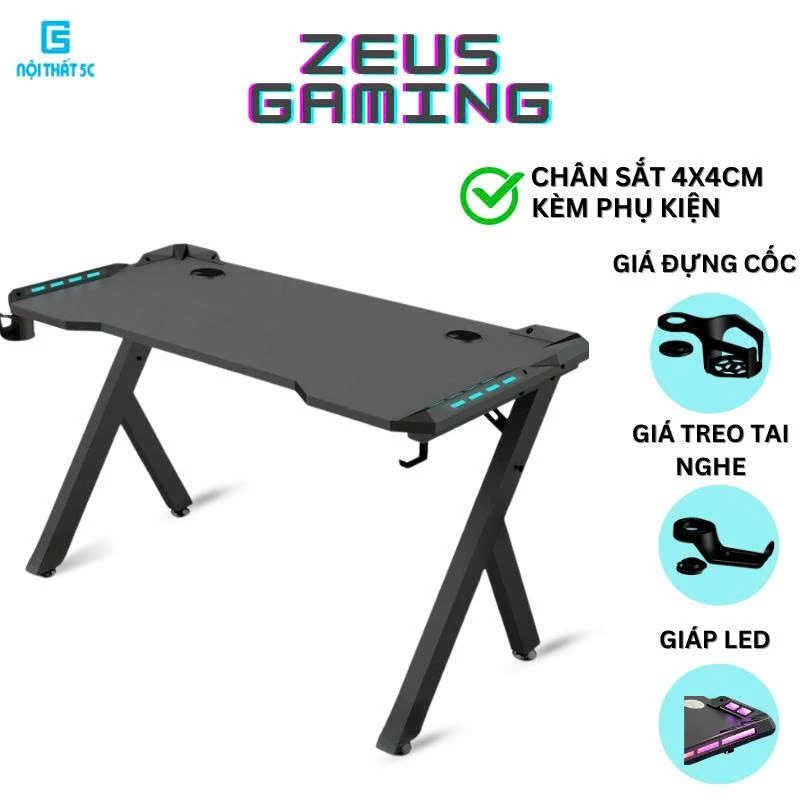 NỘI THẤT 5C
ZEUS
GAMING
CHÂN SẮT 4X4CM
KÈM PHỤ KIỆN
GIÁ ĐỰNG CỐC
GIÁ TREO TAI
NGHE
GIÁP LED